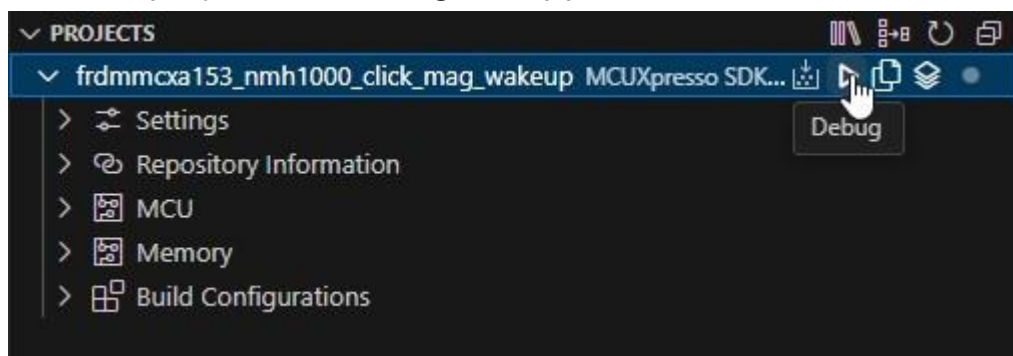 PROJECTS
frdmmcxa153_nmh1000_click_mag_wakeup MCUXpresso SDK...
Settings
Debug
Repository Information
MCU
Memory
Build Configurations